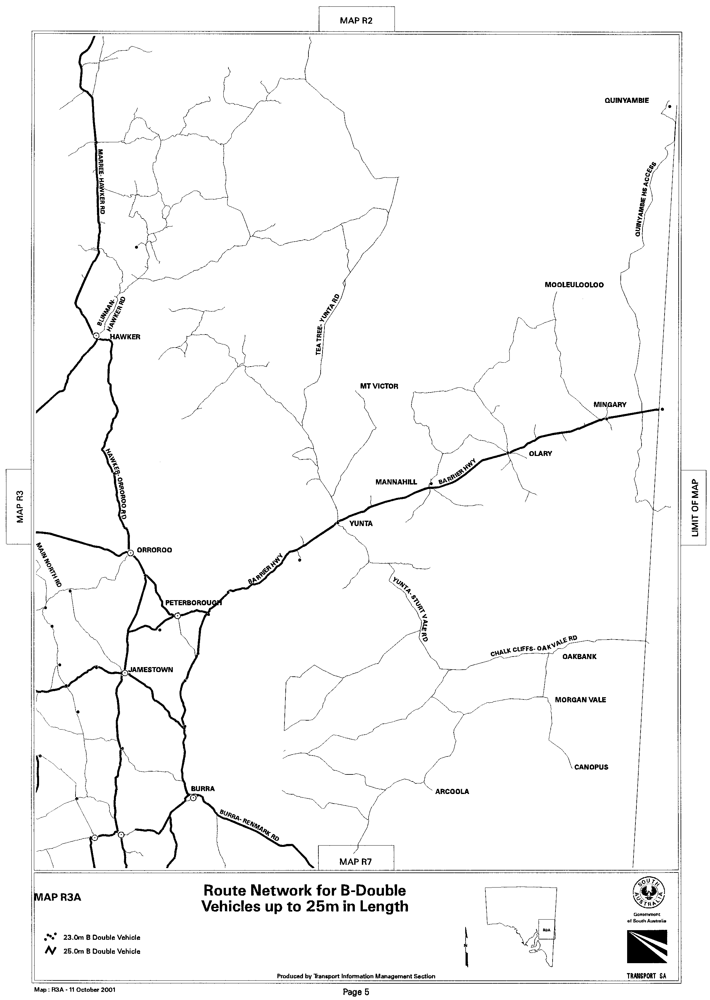 MAP R2
QUINYAMBIE
MARREE- HAWKER RD
QUINYAMBIE HS ACCESS
MOOLEULOOLOO
BLINMAN-
HAWKER RD
TEA TREE- YUNTA RD
HAWKER
MT VICTOR
MINGARY
HAWKER- ORROROO RD
OLARY
BARRIER HWY
MANNAHILL
MAP R3
LIMIT OF MAP
YUNTA
MAIN NORTH RD
ORROROO
BARRIER HWY
YUNTA- STURT VALE RD
PETERBOROUGH
CHALK CLIFFS- OAKVALE RD
OAKBANK
JAMESTOWN
MORGAN VALE
CANOPUS
BURRA
ARCOOLA
BURRA- RENMARK RD
MAP R7
MAP R3A
Route Network for B-Double
Vehicles up to 25m in Length
23.0m B Double Vehicle
25.0m B Double Vehicle
N
R3A
SOUTH
AUSTRALIA
Government
of South Australia
TRANSPORT SA
Produced by Transport Information Management Section
Map : R3A - 11 October 2001
Page 5